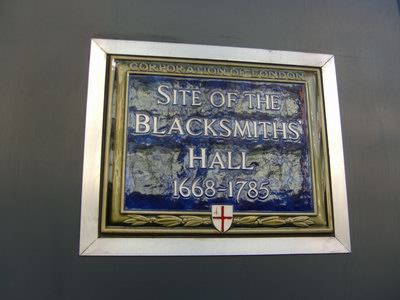 CORPORATION OF LONDON
SITE OF THE
BLACKSMITHS'
HALL
1668-1785